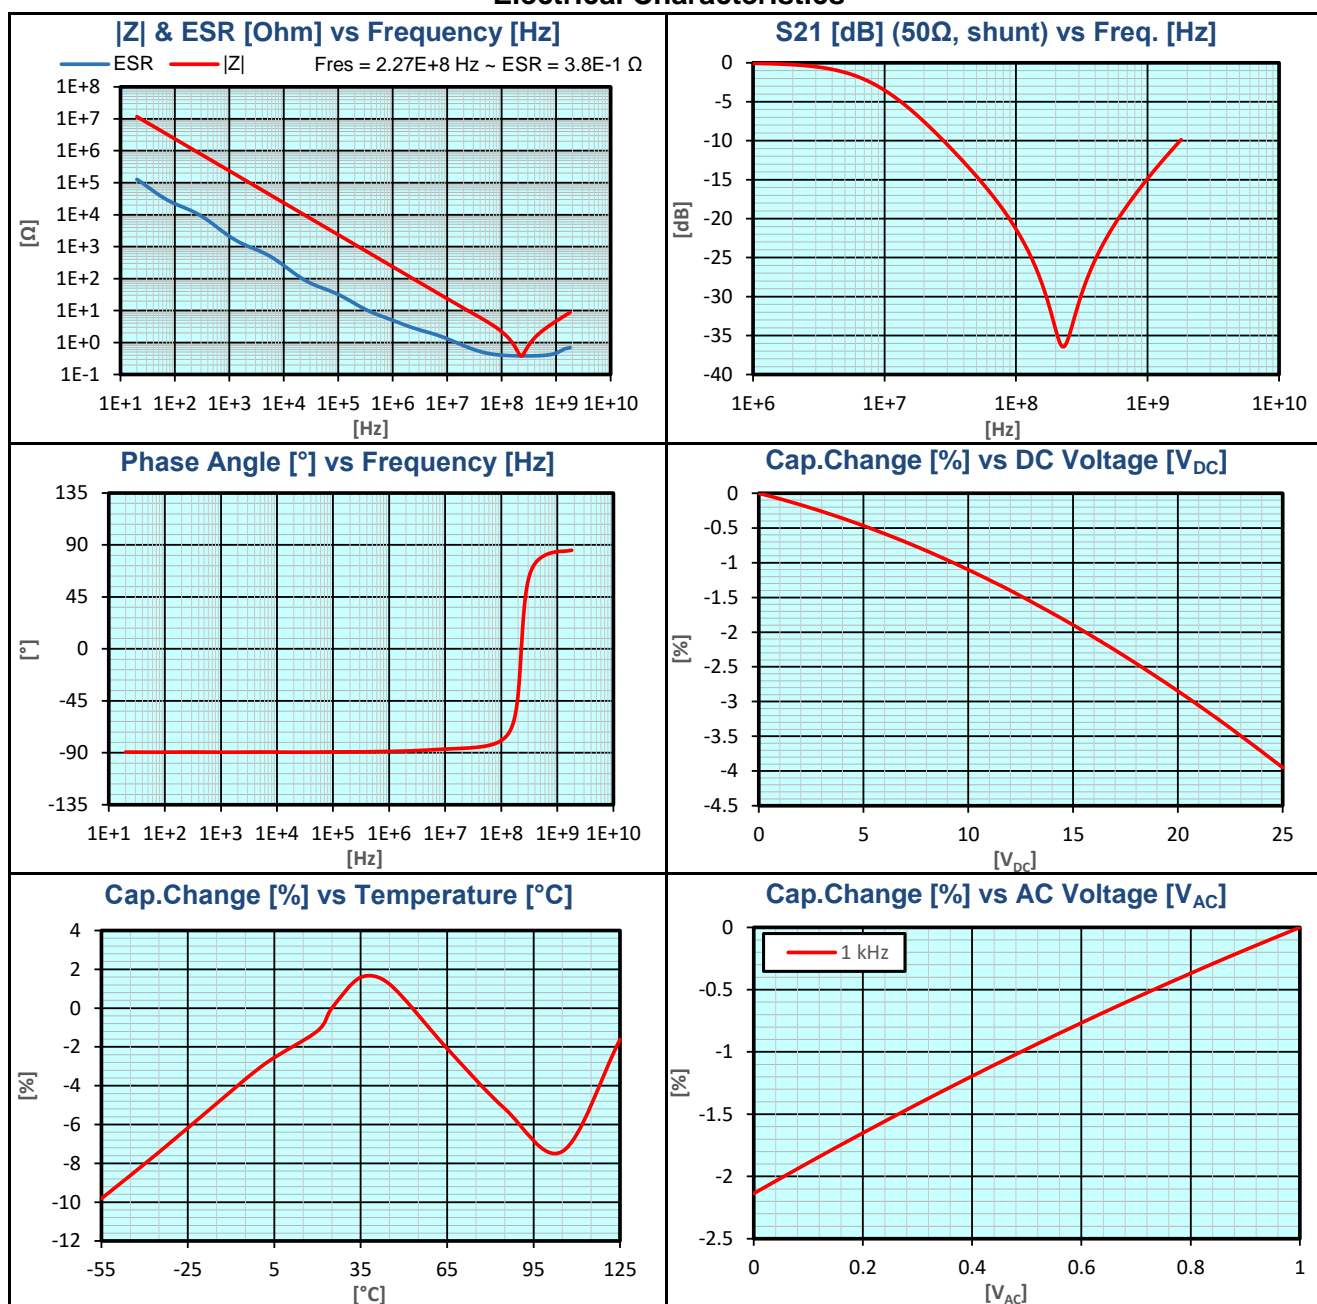 Electrical Characteristics
|Z| & ESR [Ohm] vs Frequency [Hz]
ESR |Z| Fres = 2.27E+8 Hz ~ ESR = 3.8E-1 Ω
1E+8
1E+7
1E+6
1E+5
1E+4
1E+3
1E+2
1E+1
1E+0
1E-1
[Ω]
1E+1 1E+2 1E+3 1E+4 1E+5 1E+6 1E+7 1E+8 1E+9 1E+10
[Hz]
S21 [dB] (50Ω, shunt) vs Freq. [Hz]
0
-5
-10
-15
-20
-25
-30
-35
-40
[dB]
1E+6 1E+7 1E+8 1E+9 1E+10
[Hz]
Phase Angle [°] vs Frequency [Hz]
135
90
45
0
-45
-90
-135
[°]
1E+1 1E+2 1E+3 1E+4 1E+5 1E+6 1E+7 1E+8 1E+9 1E+10
[Hz]
Cap.Change [%] vs DC Voltage [VDC]
0
-0.5
-1
-1.5
-2
-2.5
-3
-3.5
-4
-4.5
[%]
0 5 10 15 20 25
[VDC]
Cap.Change [%] vs Temperature [°C]
4
2
0
-2
-4
-6
-8
-10
-12
[%]
-55 -25 5 35 65 95 125
[°C]
Cap.Change [%] vs AC Voltage [VAC]
1 kHz
0
-0.5
-1
-1.5
-2
-2.5
[%]
0 0.2 0.4 0.6 0.8 1
[VAC]